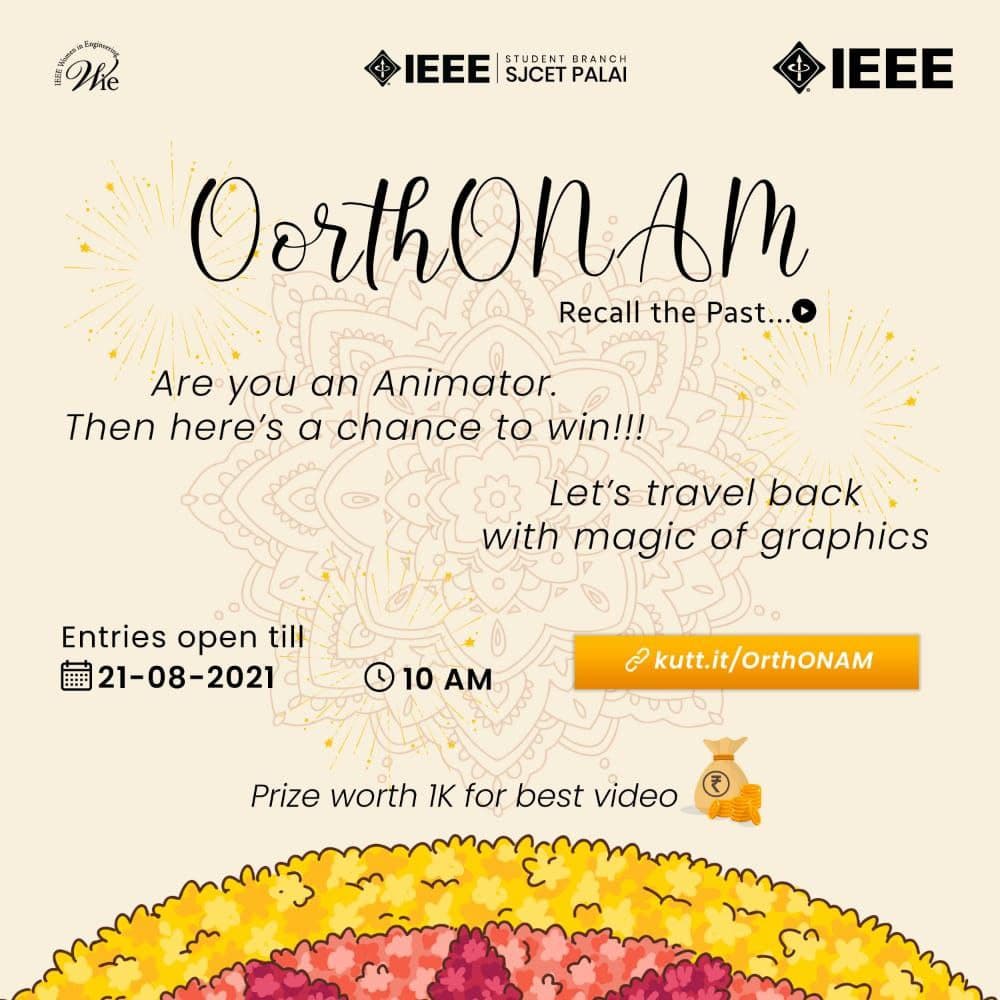 IEEE Women in Engineering
Wie
IEEE STUDENT BRANCH
SJCET PALAI
IEEE
OorthONAM
Recall the Past...
Are you an Animator.
Then here's a chance to win!!!
Let's travel back
with magic of graphics
Entries open till
21-08-2021 10 AM
kutt.it/OrthONAM
Prize worth 1K for best video
₹